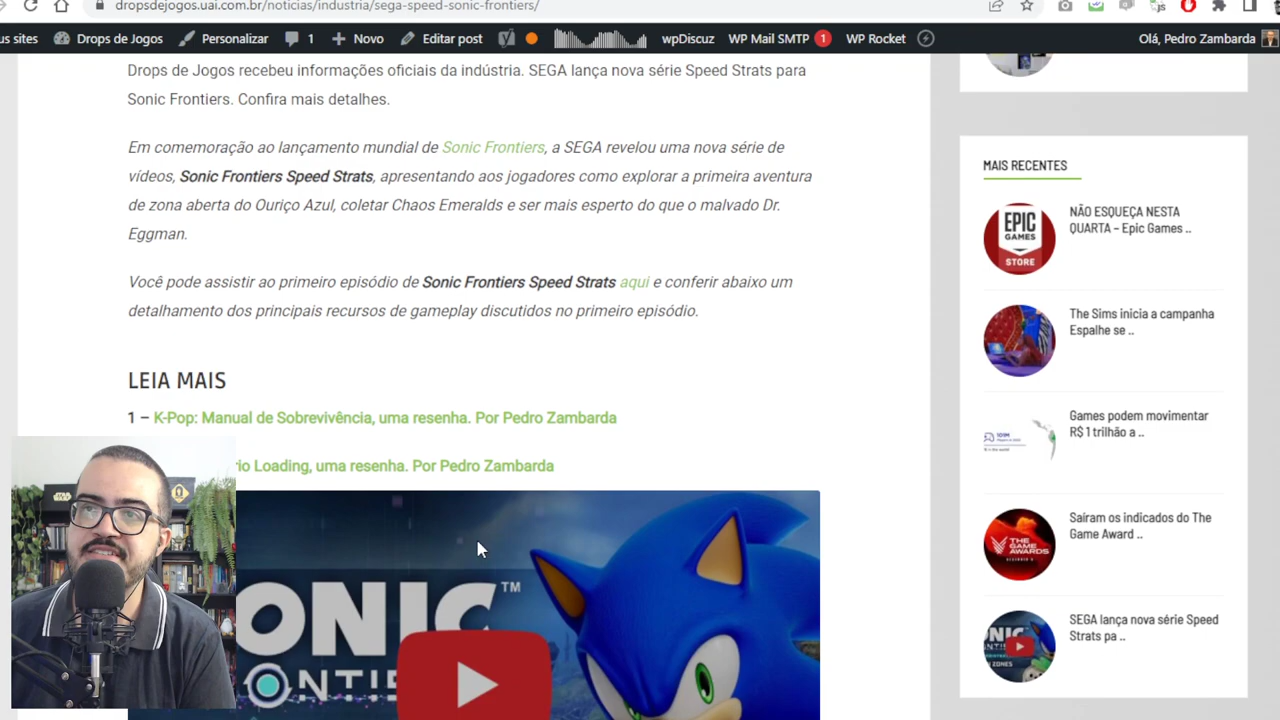 dropsdejogos.uai.com.br/noticias/industria/sega-speed-sonic-frontiers/
us sites Drops de Jogos Personalizar 1 Novo Editar post wpDiscuz WP Mail SMTP 1 WP Rocket Olá, Pedro Zambarda
Drops de Jogos recebeu informações oficiais da indústria. SEGA lança nova série Speed Strats para
Sonic Frontiers. Confira mais detalhes.
Em comemoração ao lançamento mundial de Sonic Frontiers, a SEGA revelou uma nova série de
vídeos, Sonic Frontiers Speed Strats, apresentando aos jogadores como explorar a primeira aventura
de zona aberta do Ouriço Azul, coletar Chaos Emeralds e ser mais esperto do que o malvado Dr.
Eggman.
Você pode assistir ao primeiro episódio de Sonic Frontiers Speed Strats aqui e conferir abaixo um
detalhamento dos principais recursos de gameplay discutidos no primeiro episódio.
LEIA MAIS
1 – K-Pop: Manual de Sobrevivência, uma resenha. Por Pedro Zambarda
rio Loading, uma resenha. Por Pedro Zambarda
ONIC™
NTIE
STAR WARS
MAIS RECENTES
EPIC
GAMES
STORE
NÃO ESQUEÇA NESTA
QUARTA – Epic Games ..
The Sims inicia a campanha
Espalhe se ..
Games podem movimentar
R$ 1 trilhão a ..
THE
GAME
AWARDS
Saíram os indicados do The
Game Award ..
SEGA lança nova série Speed
Strats pa ..